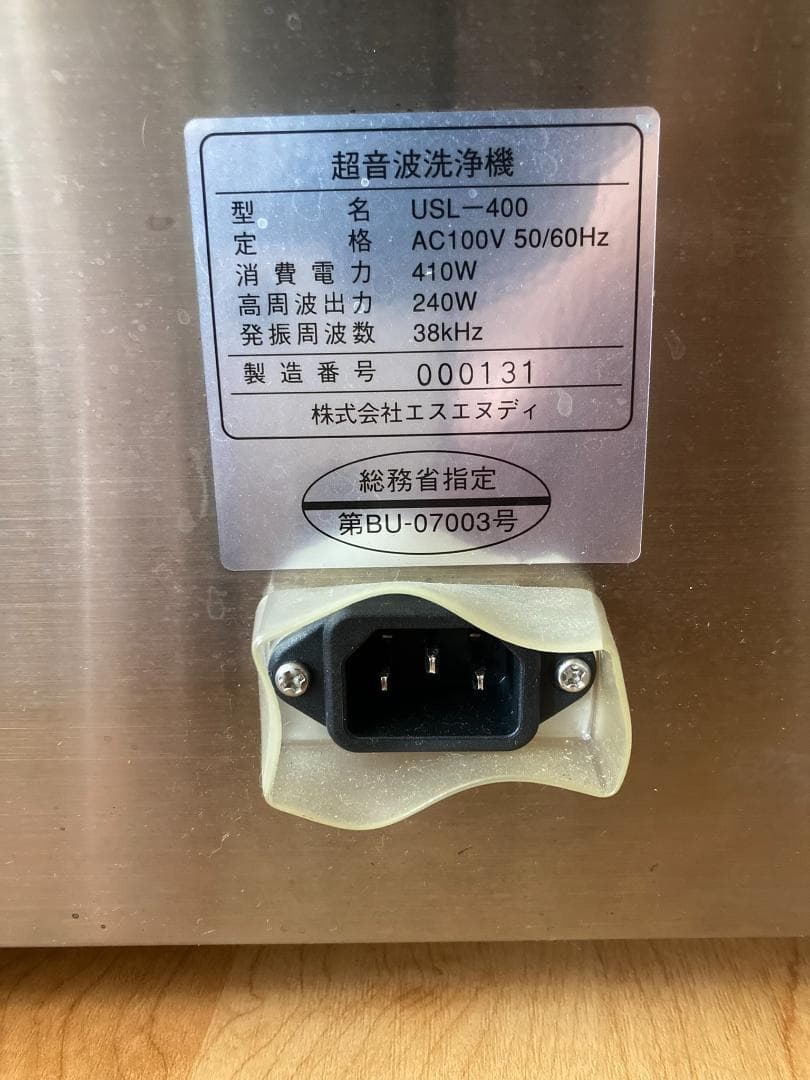 超音波洗浄機
型名 USL-400
定格 AC100V 50/60Hz
消費電力 410W
高周波出力 240W
発振周波数 38kHz
製造番号 000131
株式会社エスエヌディ
総務省指定
第BU-07003号